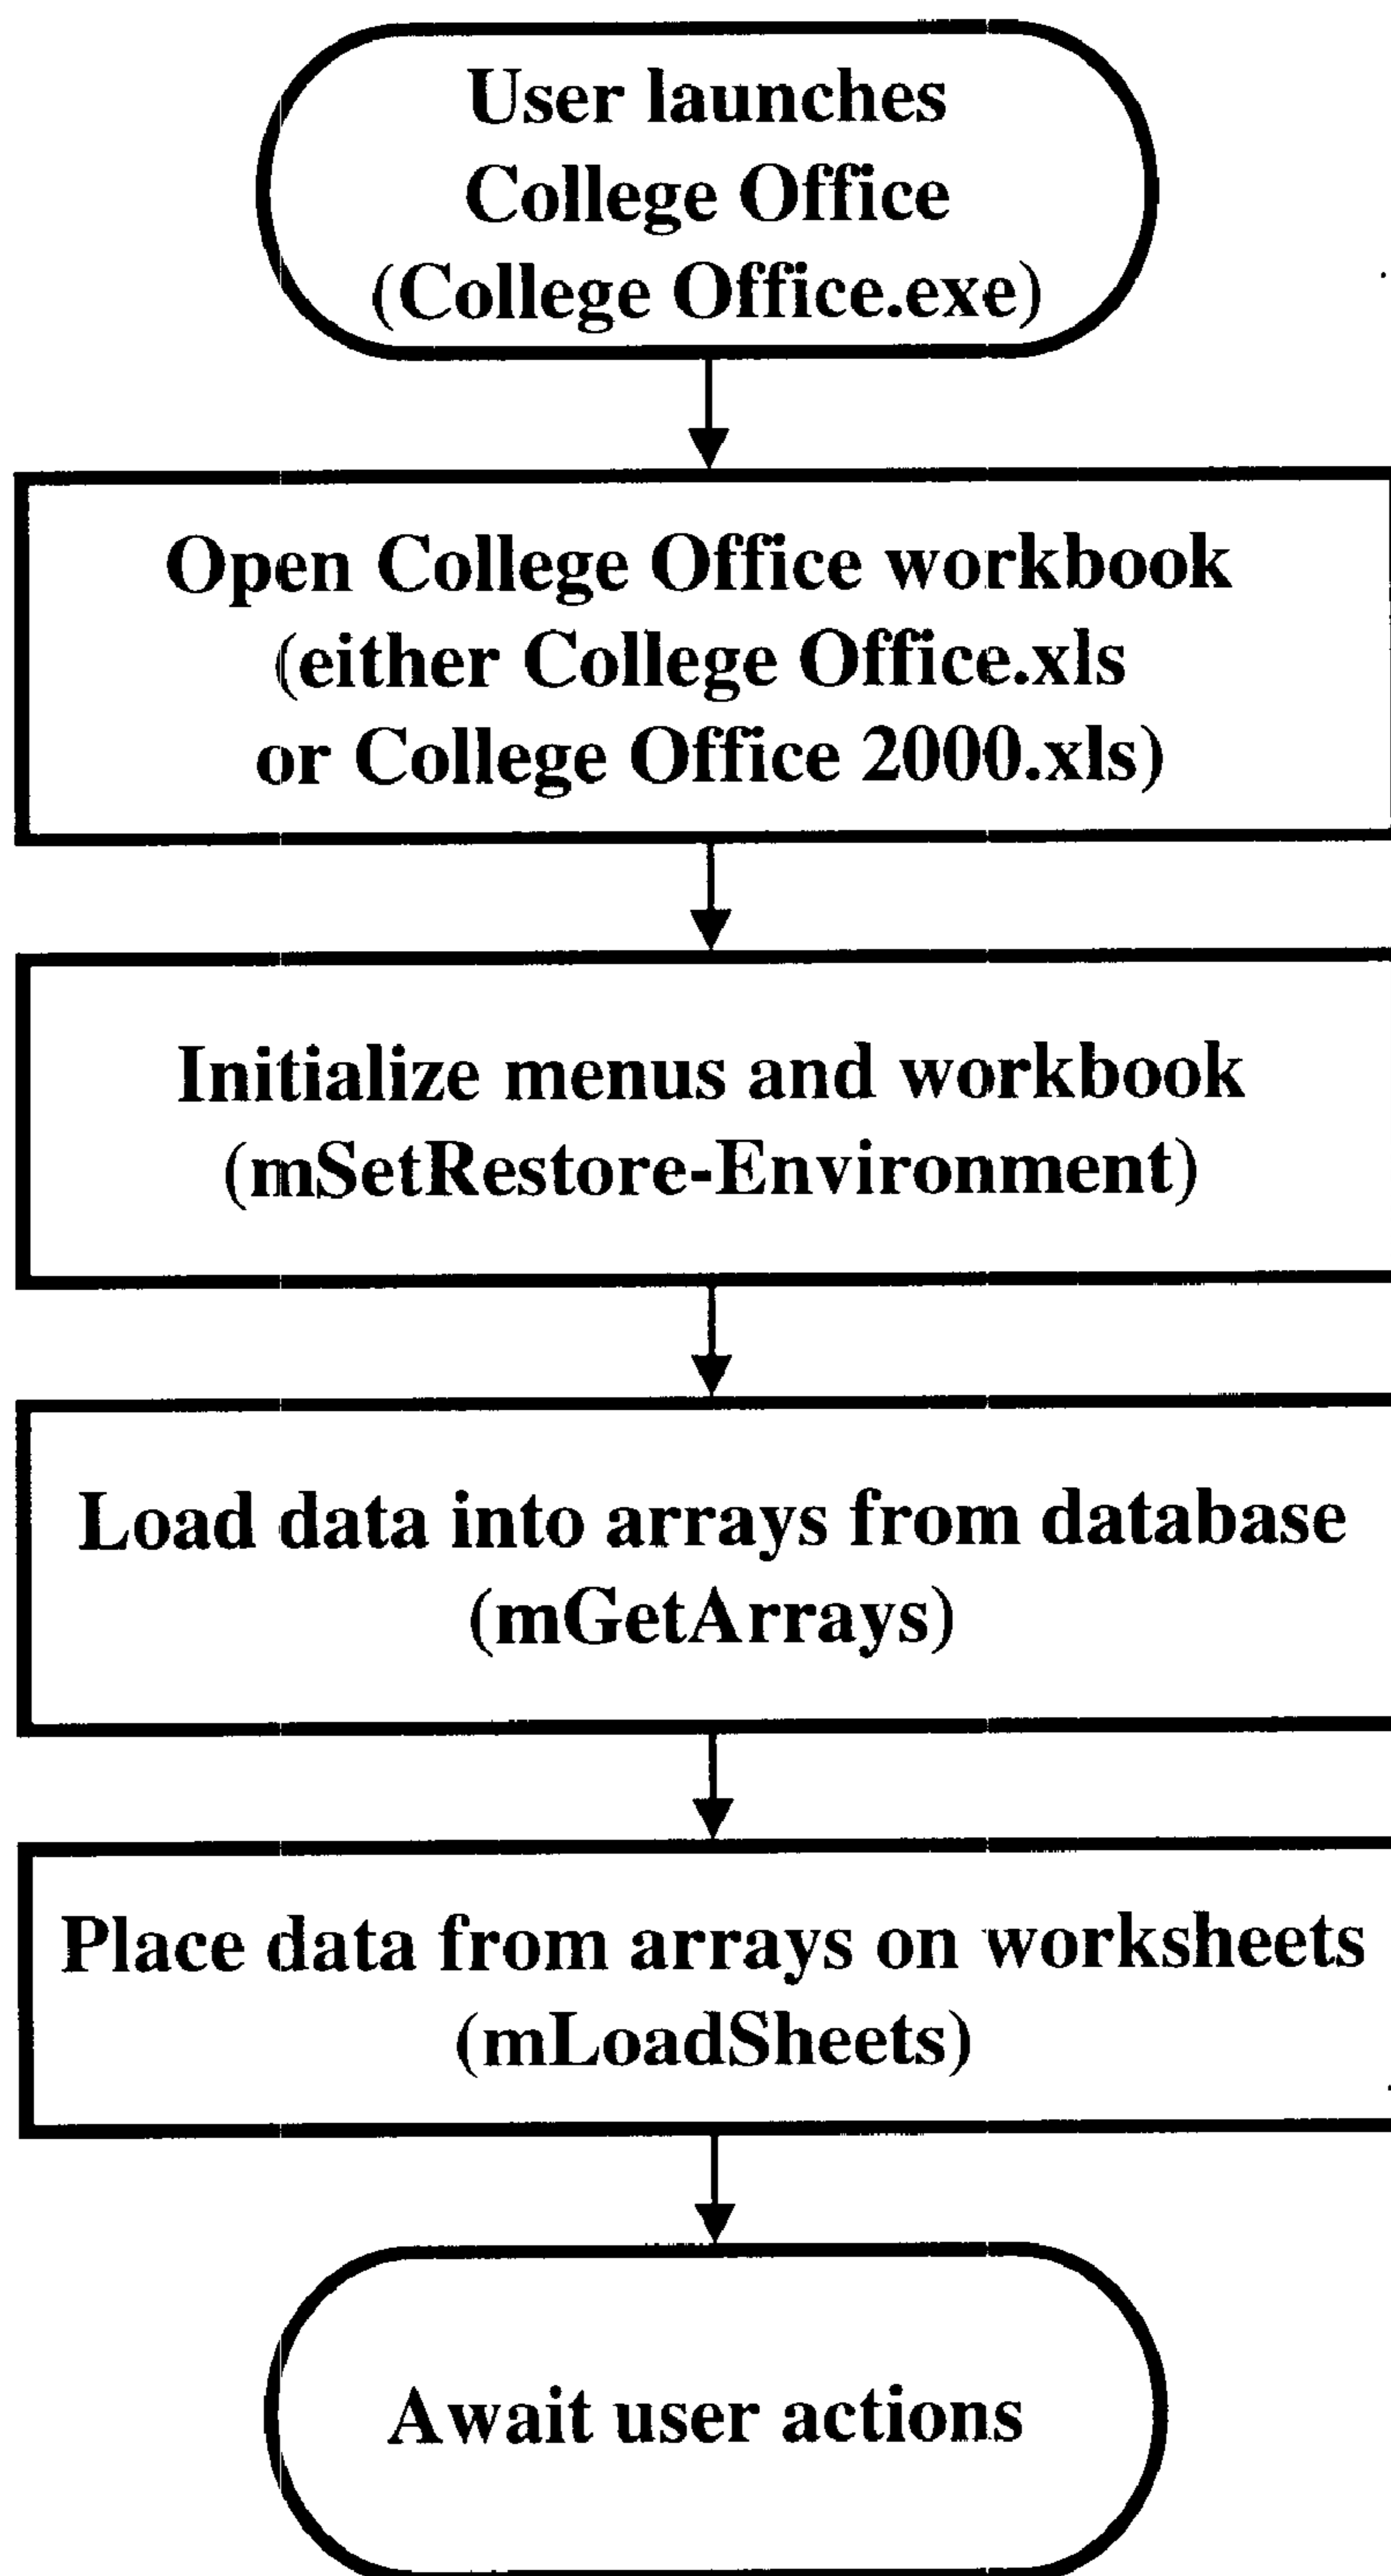 User launches
College Office
(College Office.exe)
Open College Office workbook
(either College Office.xls
or College Office 2000.xls)
Initialize menus and workbook
(mSetRestore-Environment)
Load data into arrays from database
(mGetArrays)
Place data from arrays on worksheets
(mLoadSheets)
Await user actions